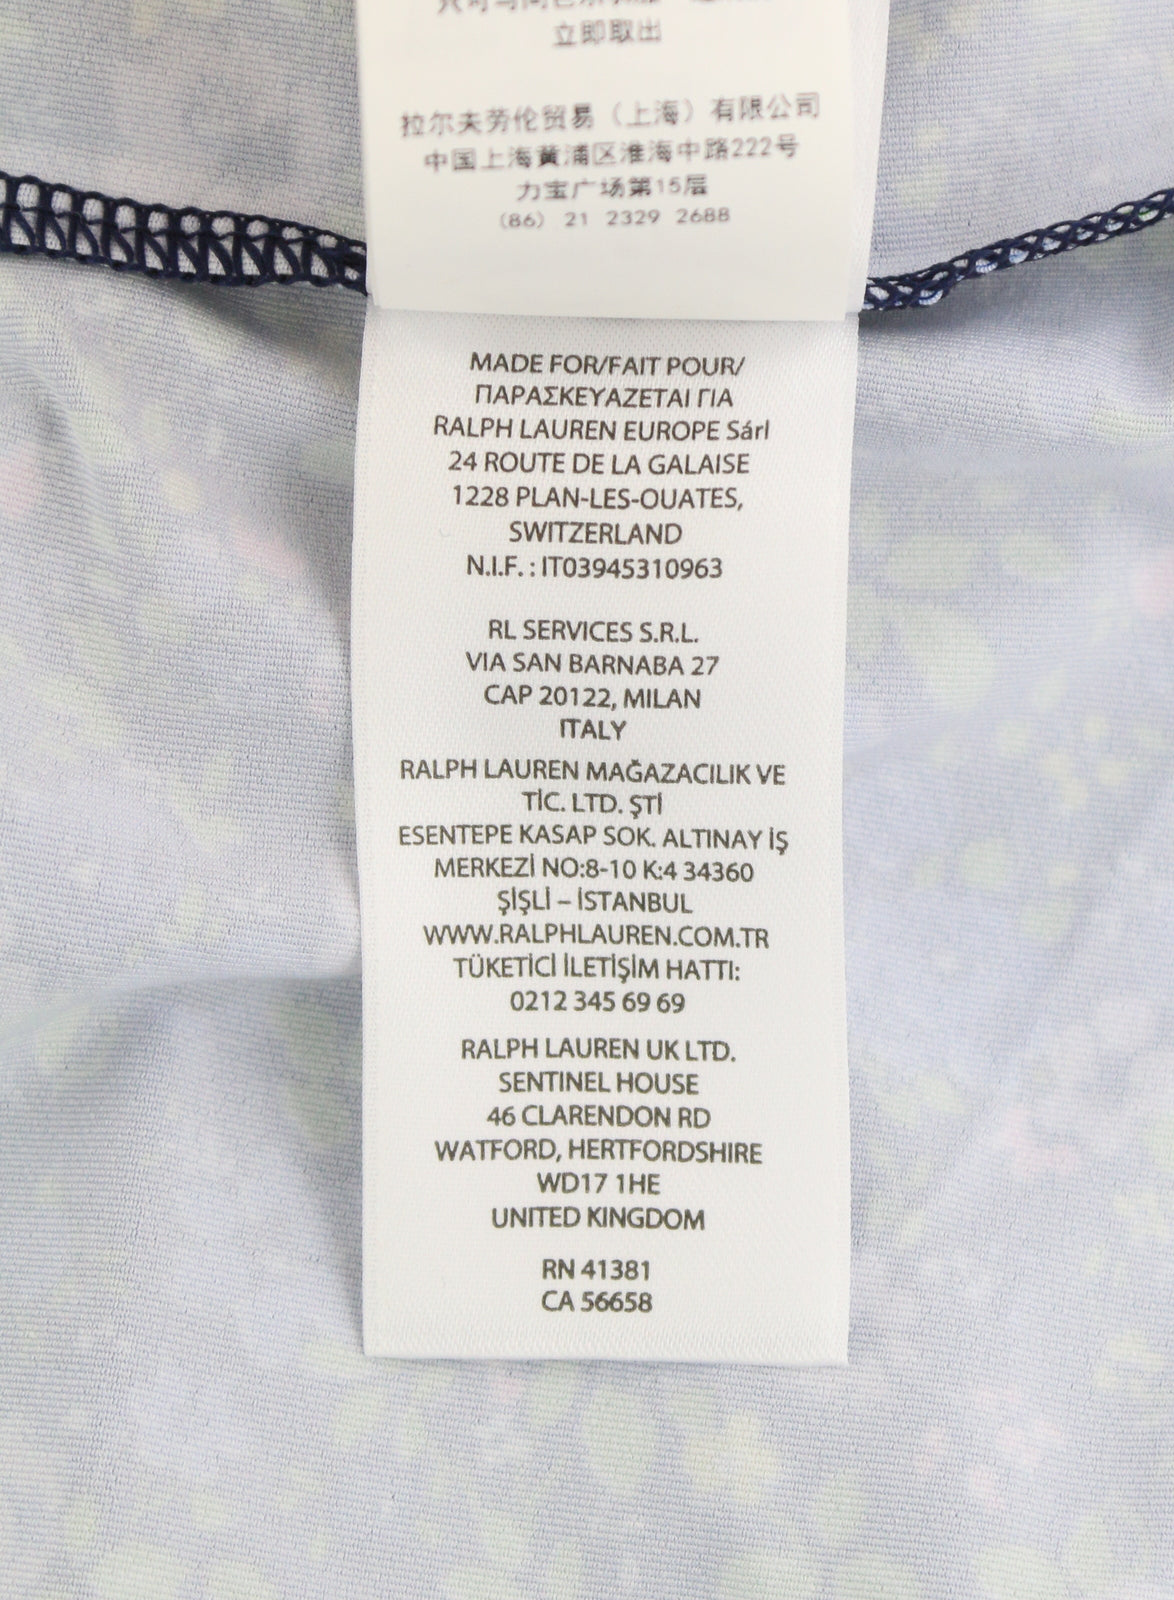 立即取出
拉尔夫劳伦贸易（上海）有限公司
中国上海黄浦区淮海中路222号
力宝广场第15层
(86) 21 2329 2688
MADE FOR/FAIT POUR/
ΠΑΡΑΣΚΕΥΑΖΕΤΑΙ ΓΙΑ
RALPH LAUREN EUROPE Sárl
24 ROUTE DE LA GALAISE
1228 PLAN-LES-OUATES,
SWITZERLAND
N.I.F. : IT03945310963
RL SERVICES S.R.L.
VIA SAN BARNABA 27
CAP 20122, MILAN
ITALY
RALPH LAUREN MAĞAZACILIK VE
TİC. LTD. ŞTİ
ESENTEPE KASAP SOK. ALTINAY İŞ
MERKEZİ NO:8-10 K:4 34360
ŞİŞLİ – İSTANBUL
WWW.RALPHLAUREN.COM.TR
TÜKETİCİ İLETİŞİM HATTI:
0212 345 69 69
RALPH LAUREN UK LTD.
SENTINEL HOUSE
46 CLARENDON RD
WATFORD, HERTFORDSHIRE
WD17 1HE
UNITED KINGDOM
RN 41381
CA 56658